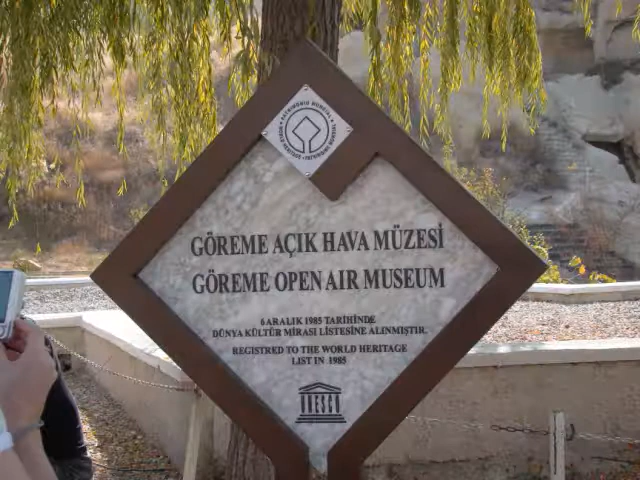 GÖREME AÇIK HAVA MÜZESİ
GÖREME OPEN AIR MUSEUM
6 ARALIK 1985 TARİHİNDE
DÜNYA KÜLTÜR MİRASI LİSTESİNE ALINMIŞTIR.
REGISTRED TO THE WORLD HERITAGE
LIST IN 1985
UNESCO